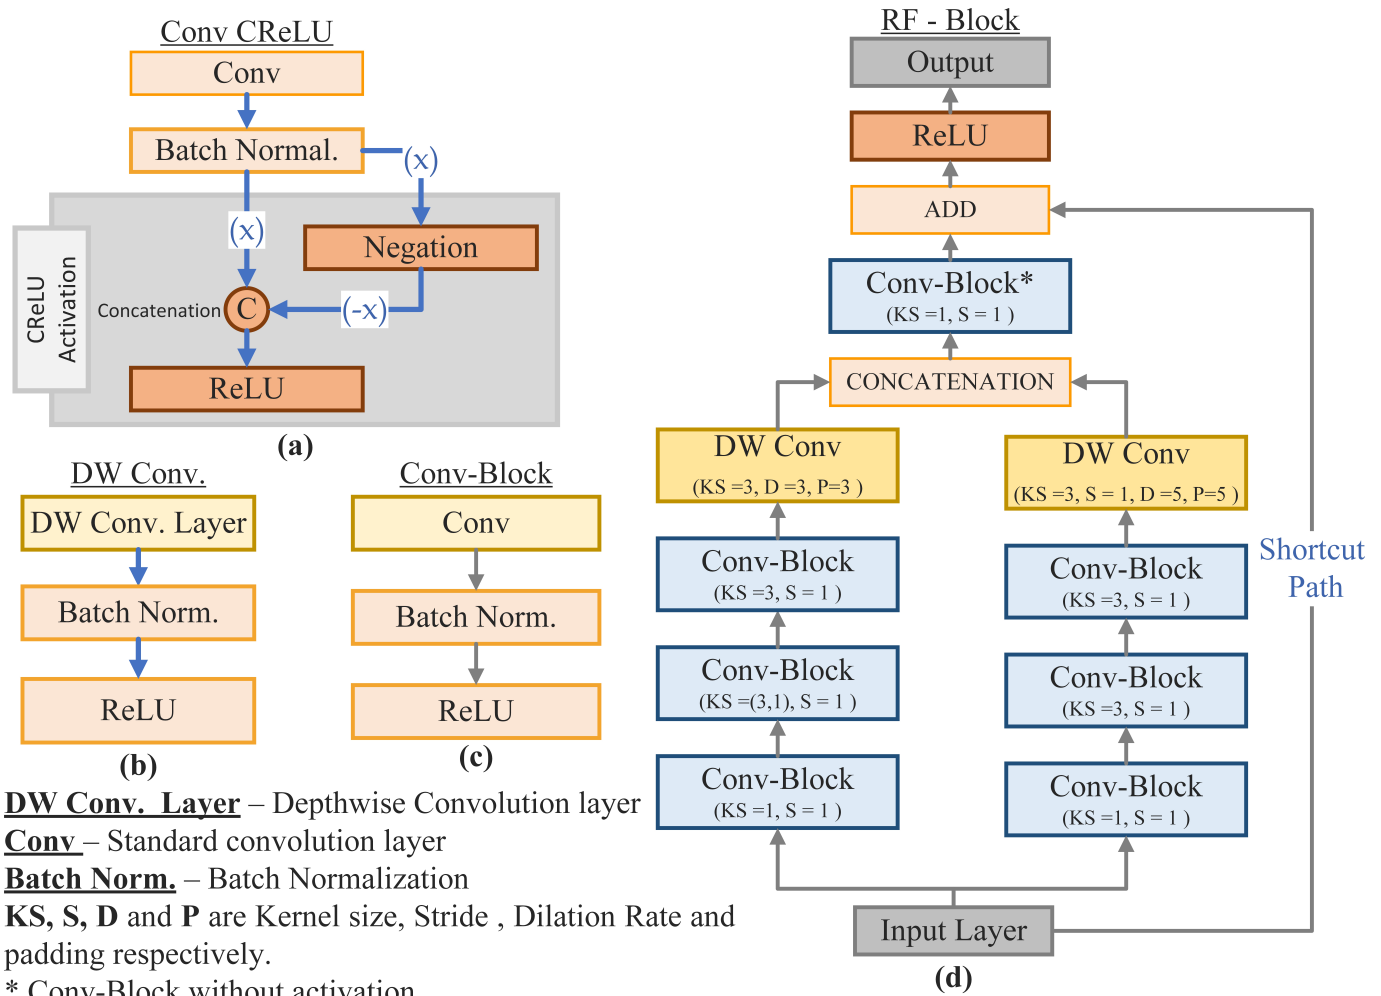 Conv CReLU
Conv
Batch Normal.
(x)
(x)
Negation
CReLU
Activation
Concatenation
C
(-x)
ReLU
(a)
DW Conv.
DW Conv. Layer
Batch Norm.
ReLU
(b)
Conv-Block
Conv
Batch Norm.
ReLU
(c)
DW Conv. Layer – Depthwise Convolution layer
Conv – Standard convolution layer
Batch Norm. – Batch Normalization
KS, S, D and P are Kernel size, Stride , Dilation Rate and
padding respectively.
* Conv-Block without activation
RF - Block
Output
ReLU
ADD
Conv-Block*
(KS =1, S = 1 )
CONCATENATION
DW Conv
(KS =3, D =3, P=3 )
Conv-Block
(KS =3, S = 1 )
Conv-Block
(KS =(3,1), S = 1 )
Conv-Block
(KS =1, S = 1 )
DW Conv
(KS =3, S = 1, D =5, P=5 )
Conv-Block
(KS =3, S = 1 )
Conv-Block
(KS =3, S = 1 )
Conv-Block
(KS =1, S = 1 )
Shortcut
Path
Input Layer
(d)